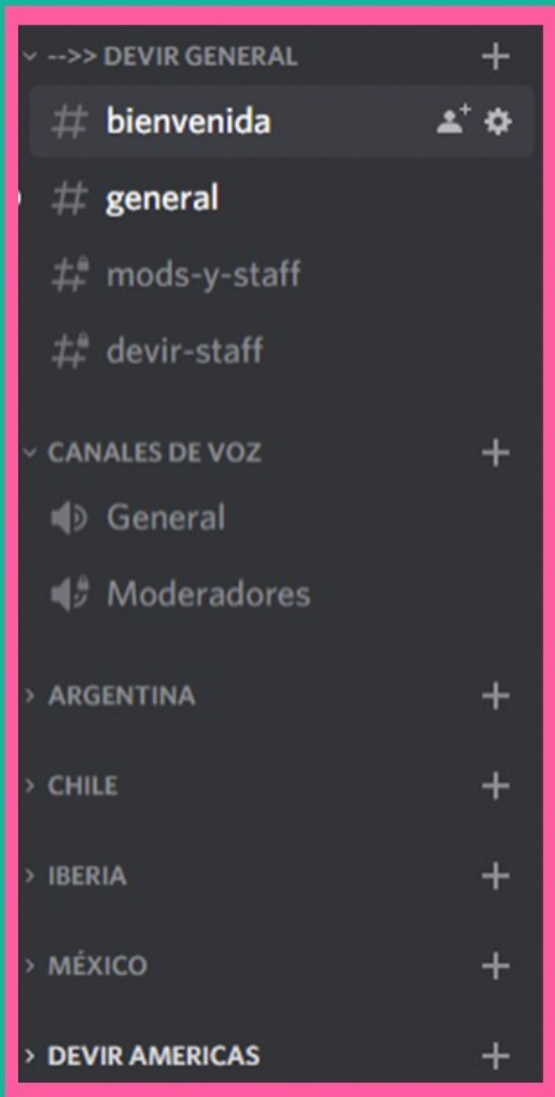 -->> DEVIR GENERAL
bienvenida
general
mods-y-staff
devir-staff
CANALES DE VOZ
General
Moderadores
ARGENTINA
CHILE
IBERIA
MÉXICO
DEVIR AMERICAS